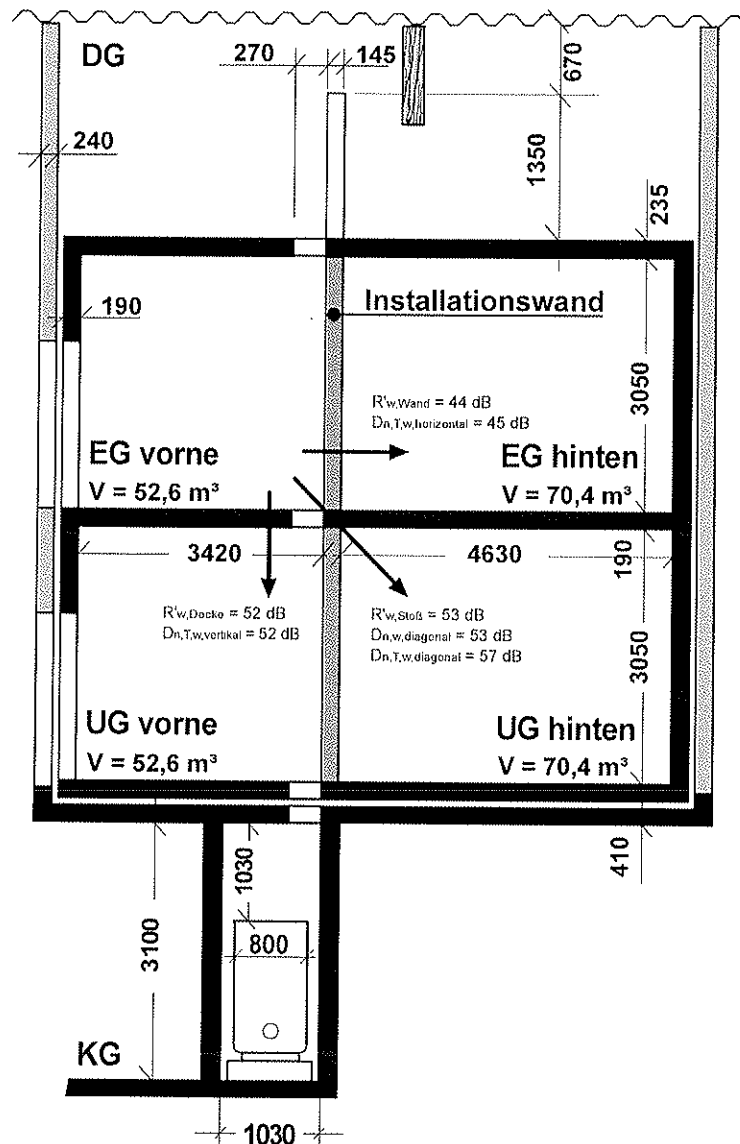 DG
270
145
670
240
1350
235
190
Installationswand
3050
R'w,Wand = 44 dB
Dn,T,w,horizontal = 45 dB
EG vorne
V = 52,6 m³
EG hinten
V = 70,4 m³
3420
4630
190
R'w,Decke = 52 dB
Dn,T,w,vertikal = 52 dB
R'w,Stoß = 53 dB
Dn,w,diagonal = 53 dB
Dn,T,w,diagonal = 57 dB
3050
UG vorne
V = 52,6 m³
UG hinten
V = 70,4 m³
410
1030
3100
800
KG
1030